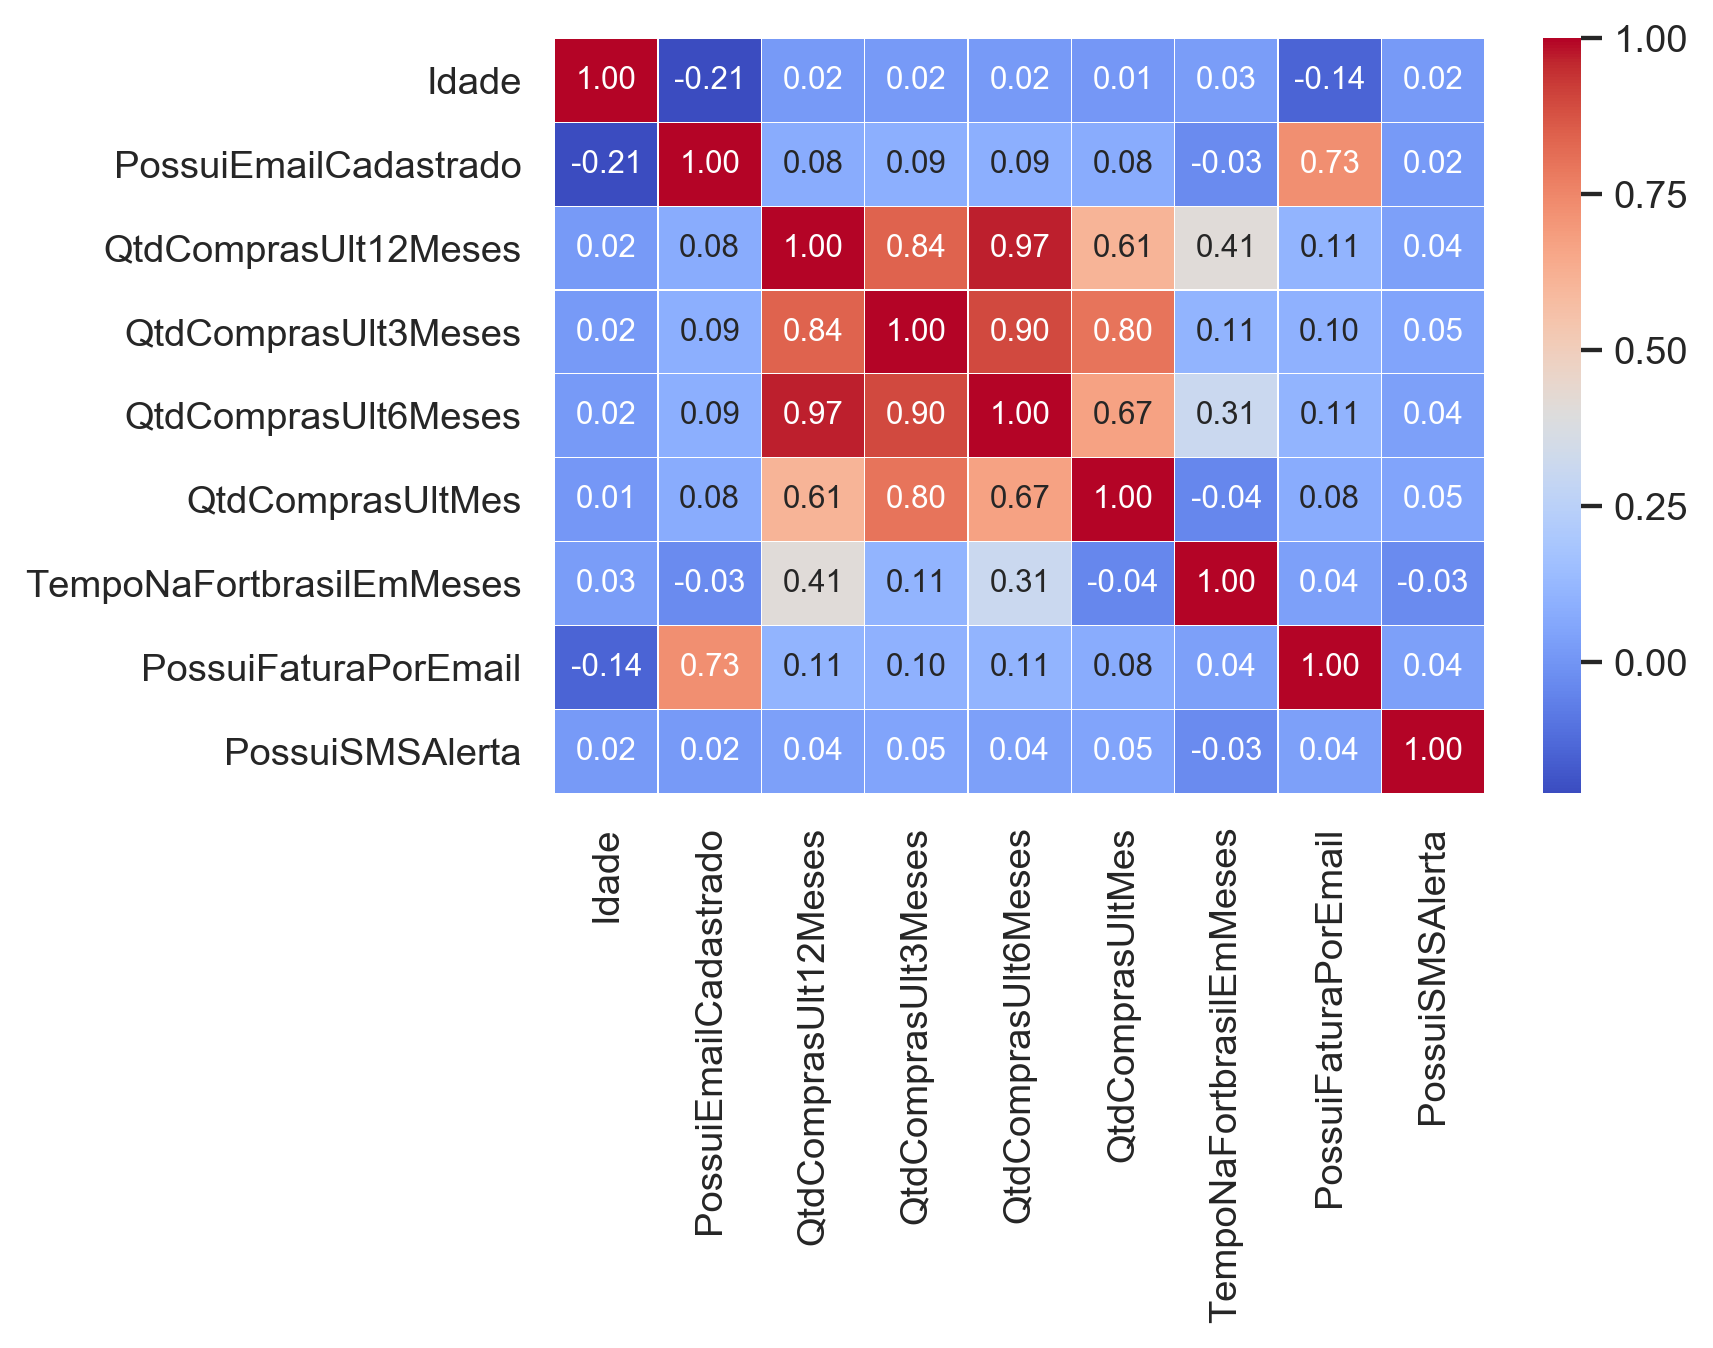 Idade 1.00 -0.21 0.02 0.02 0.02 0.01 0.03 -0.14 0.02
PossuiEmailCadastrado -0.21 1.00 0.08 0.09 0.09 0.08 -0.03 0.73 0.02
QtdComprasUlt12Meses 0.02 0.08 1.00 0.84 0.97 0.61 0.41 0.11 0.04
QtdComprasUlt3Meses 0.02 0.09 0.84 1.00 0.90 0.80 0.11 0.10 0.05
QtdComprasUlt6Meses 0.02 0.09 0.97 0.90 1.00 0.67 0.31 0.11 0.04
QtdComprasUltMes 0.01 0.08 0.61 0.80 0.67 1.00 -0.04 0.08 0.05
TempoNaFortbrasilEmMeses 0.03 -0.03 0.41 0.11 0.31 -0.04 1.00 0.04 -0.03
PossuiFaturaPorEmail -0.14 0.73 0.11 0.10 0.11 0.08 0.04 1.00 0.04
PossuiSMSAlerta 0.02 0.02 0.04 0.05 0.04 0.05 -0.03 0.04 1.00
Idade
PossuiEmailCadastrado
QtdComprasUlt12Meses
QtdComprasUlt3Meses
QtdComprasUlt6Meses
QtdComprasUltMes
TempoNaFortbrasilEmMeses
PossuiFaturaPorEmail
PossuiSMSAlerta
1.00
0.75
0.50
0.25
0.00